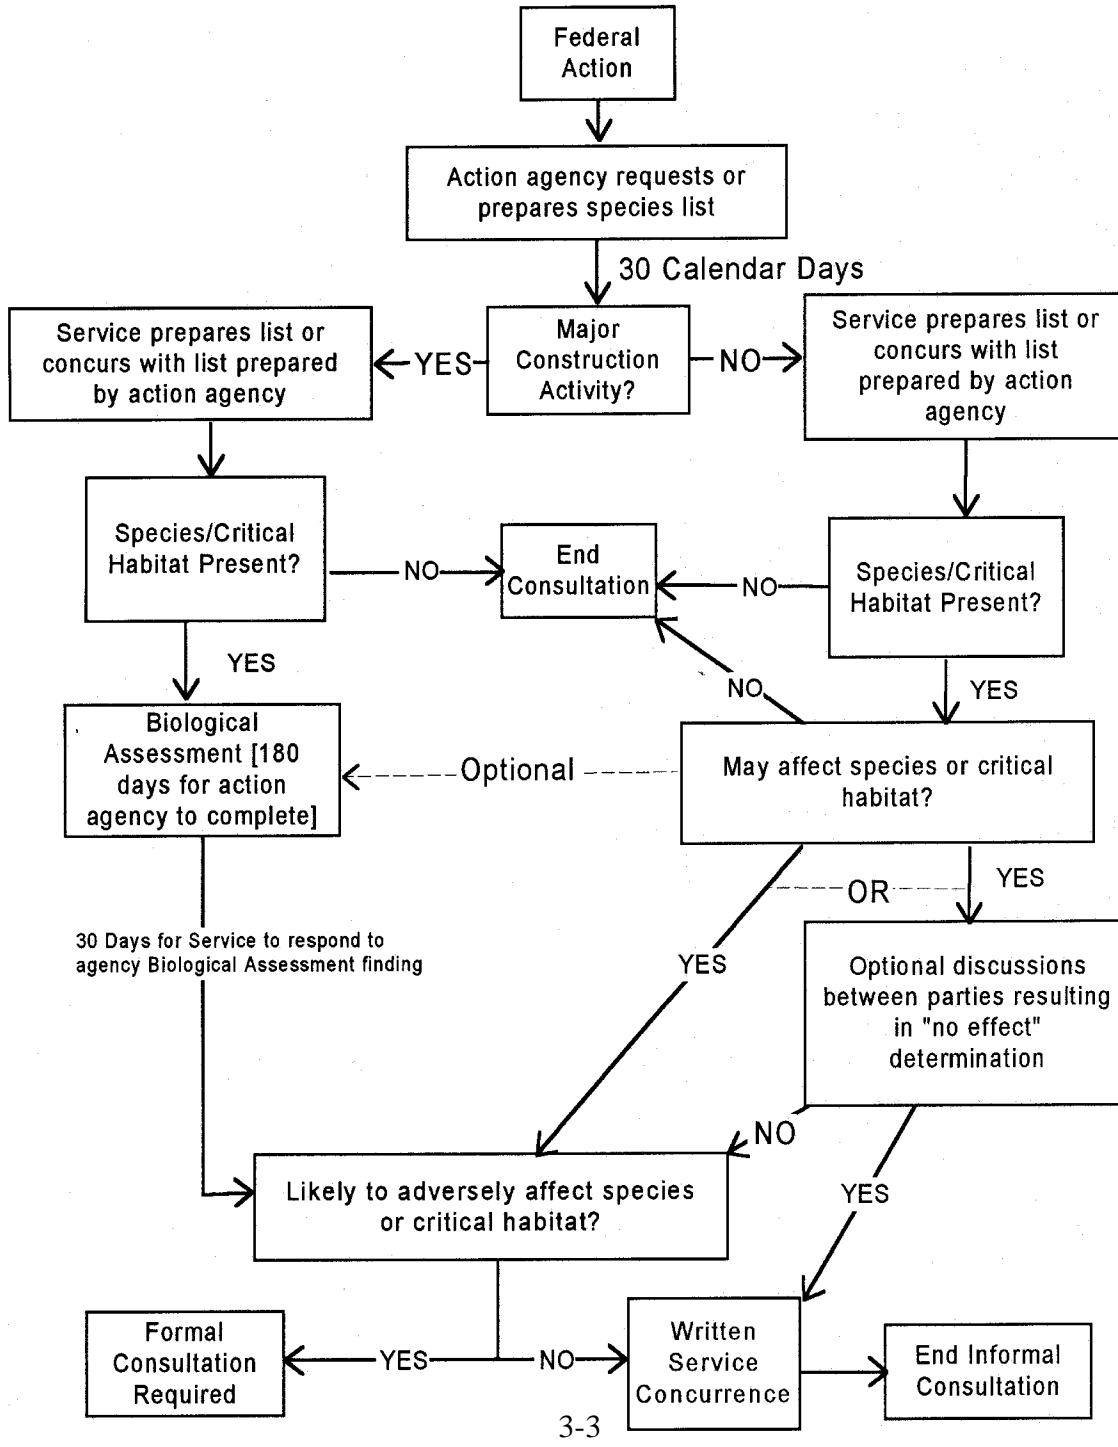 Federal
Action
Action agency requests or
prepares species list
30 Calendar Days
Service prepares list or
concurs with list prepared
by action agency
YES
Major
Construction
Activity?
NO
Service prepares list or
concurs with list
prepared by action
agency
Species/Critical
Habitat Present?
NO
End
Consultation
NO
Species/Critical
Habitat Present?
YES
NO
YES
Biological
Assessment [180
days for action
agency to complete]
Optional
May affect species or critical
habitat?
OR
YES
30 Days for Service to respond to
agency Biological Assessment finding
YES
Optional discussions
between parties resulting
in "no effect"
determination
NO
YES
Likely to adversely affect species
or critical habitat?
Formal
Consultation
Required
YES
NO
Written
Service
Concurrence
End Informal
Consultation
3-3